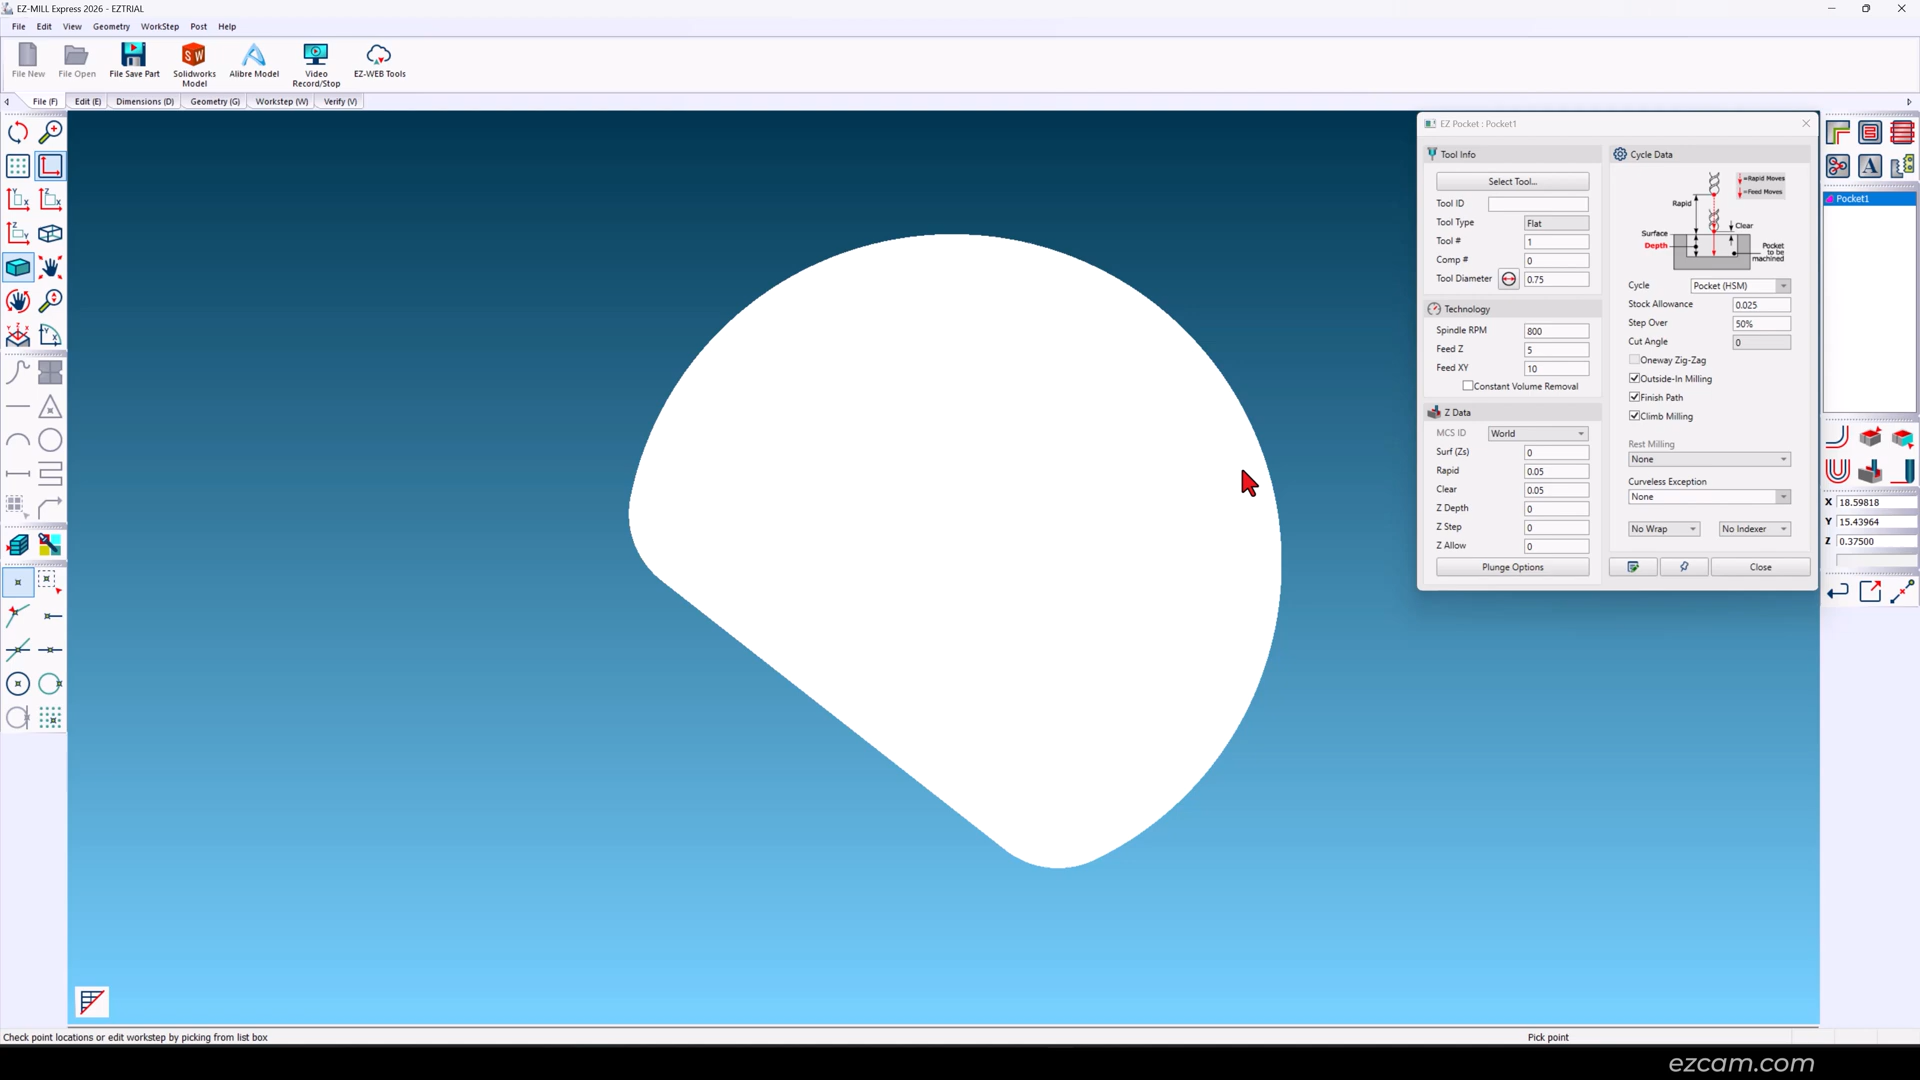 EZ-MILL Express 2026 - EZTRIAL
File Edit View Geometry WorkStep Post Help
File New File Open File Save Part Solidworks Model Alibre Model Video Record/Stop EZ-WEB Tools
File (F) Edit (E) Dimensions (D) Geometry (G) Workstep (W) Verify (V)
EZ Pocket : Pocket1
Tool Info
Select Tool...
Tool ID
Tool Type Flat
Tool # 1
Comp # 0
Tool Diameter 0.75
Technology
Spindle RPM 800
Feed Z 5
Feed XY 10
Constant Volume Removal
Z Data
MCS ID World
Surf (Zs) 0
Rapid 0.05
Clear 0.05
Z Depth 0
Z Step 0
Z Allow 0
Plunge Options
Cycle Data
=Rapid Moves
=Feed Moves
Rapid
Clear
Surface
Depth
Pocket to be machined
Cycle Pocket (HSM)
Stock Allowance 0.025
Step Over 50%
Cut Angle 0
Oneway Zig-Zag
Outside-In Milling
Finish Path
Climb Milling
Rest Milling
None
Curveless Exception
None
No Wrap No Indexer
Close
Pocket1
X 18.59818
Y 15.43964
Z 0.37500
Check point locations or edit workstep by picking from list box
Pick point
ezcam.com